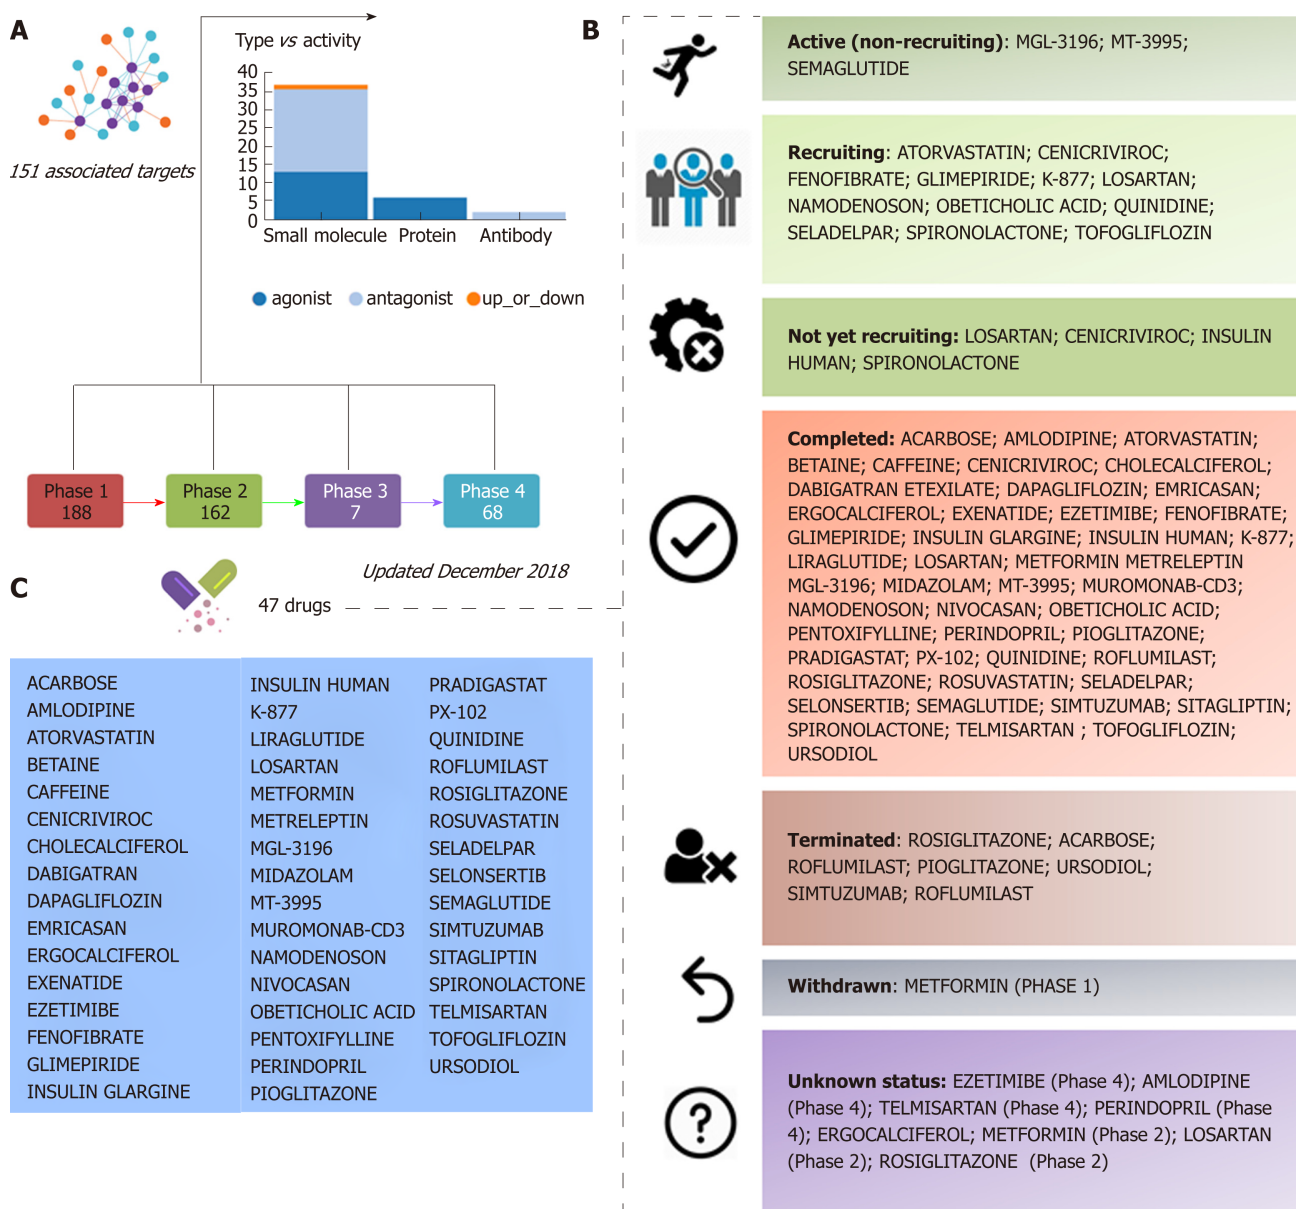 A
151 associated targets
Type vs activity
40
35
30
25
20
15
10
5
0
Small molecule Protein Antibody
agonist antagonist up_or_down
Phase 1
188
Phase 2
162
Phase 3
7
Phase 4
68
Updated December 2018
B
Active (non-recruiting): MGL-3196; MT-3995;
SEMAGLUTIDE
Recruiting: ATORVASTATIN; CENICRIVIROC;
FENOFIBRATE; GLIMEPIRIDE; K-877; LOSARTAN;
NAMODENOSON; OBETICHOLIC ACID; QUINIDINE;
SELADELPAR; SPIRONOLACTONE; TOFOGLIFLOZIN
Not yet recruiting: LOSARTAN; CENICRIVIROC; INSULIN
HUMAN; SPIRONOLACTONE
Completed: ACARBOSE; AMLODIPINE; ATORVASTATIN;
BETAINE; CAFFEINE; CENICRIVIROC; CHOLECALCIFEROL;
DABIGATRAN ETEXILATE; DAPAGLIFLOZIN; EMRICASAN;
ERGOCALCIFEROL; EXENATIDE; EZETIMIBE; FENOFIBRATE;
GLIMEPIRIDE; INSULIN GLARGINE; INSULIN HUMAN; K-877;
LIRAGLUTIDE; LOSARTAN; METFORMIN METRELEPTIN
MGL-3196; MIDAZOLAM; MT-3995; MUROMONAB-CD3;
NAMODENOSON; NIVOCASAN; OBETICHOLIC ACID;
PENTOXIFYLLINE; PERINDOPRIL; PIOGLITAZONE;
PRADIGASTAT; PX-102; QUINIDINE; ROFLUMILAST;
ROSIGLITAZONE; ROSUVASTATIN; SELADELPAR;
SELONSERTIB; SEMAGLUTIDE; SIMTUZUMAB; SITAGLIPTIN;
SPIRONOLACTONE; TELMISARTAN ; TOFOGLIFLOZIN;
URSODIOL
Terminated: ROSIGLITAZONE; ACARBOSE;
ROFLUMILAST; PIOGLITAZONE; URSODIOL;
SIMTUZUMAB; ROFLUMILAST
Withdrawn: METFORMIN (PHASE 1)
Unknown status: EZETIMIBE (Phase 4); AMLODIPINE
(Phase 4); TELMISARTAN (Phase 4); PERINDOPRIL (Phase
4); ERGOCALCIFEROL; METFORMIN (Phase 2); LOSARTAN
(Phase 2); ROSIGLITAZONE (Phase 2)
C
47 drugs
ACARBOSE
AMLODIPINE
ATORVASTATIN
BETAINE
CAFFEINE
CENICRIVIROC
CHOLECALCIFEROL
DABIGATRAN
DAPAGLIFLOZIN
EMRICASAN
ERGOCALCIFEROL
EXENATIDE
EZETIMIBE
FENOFIBRATE
GLIMEPIRIDE
INSULIN GLARGINE
INSULIN HUMAN
K-877
LIRAGLUTIDE
LOSARTAN
METFORMIN
METRELEPTIN
MGL-3196
MIDAZOLAM
MT-3995
MUROMONAB-CD3
NAMODENOSON
NIVOCASAN
OBETICHOLIC ACID
PENTOXIFYLLINE
PERINDOPRIL
PIOGLITAZONE
PRADIGASTAT
PX-102
QUINIDINE
ROFLUMILAST
ROSIGLITAZONE
ROSUVASTATIN
SELADELPAR
SELONSERTIB
SEMAGLUTIDE
SIMTUZUMAB
SITAGLIPTIN
SPIRONOLACTONE
TELMISARTAN
TOFOGLIFLOZIN
URSODIOL